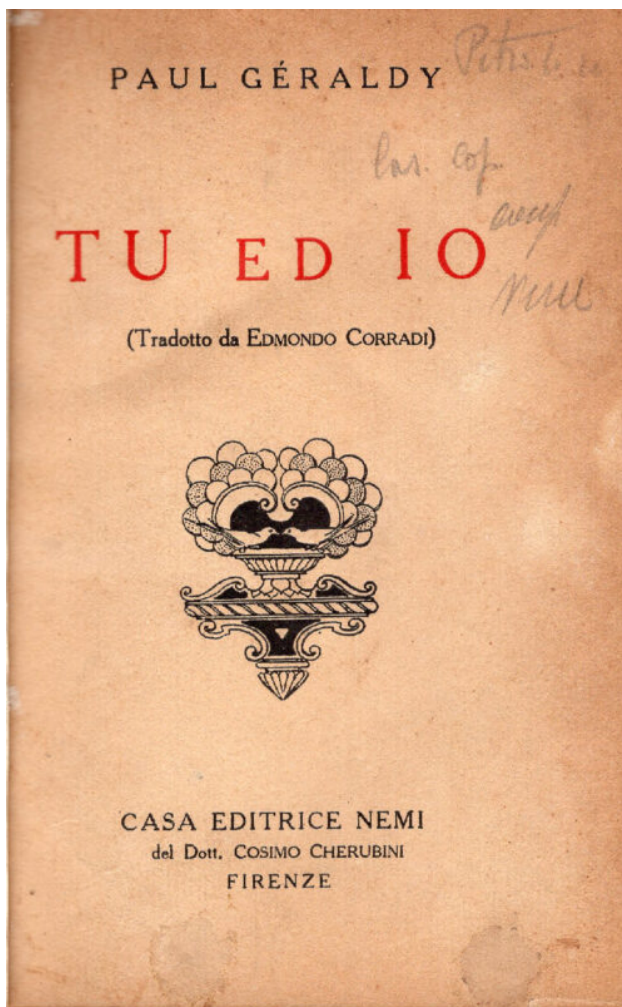 PAUL GÉRALDY
TU ED IO
(Tradotto da EDMONDO CORRADI)
CASA EDITRICE NEMI
del Dott. COSIMO CHERUBINI
FIRENZE